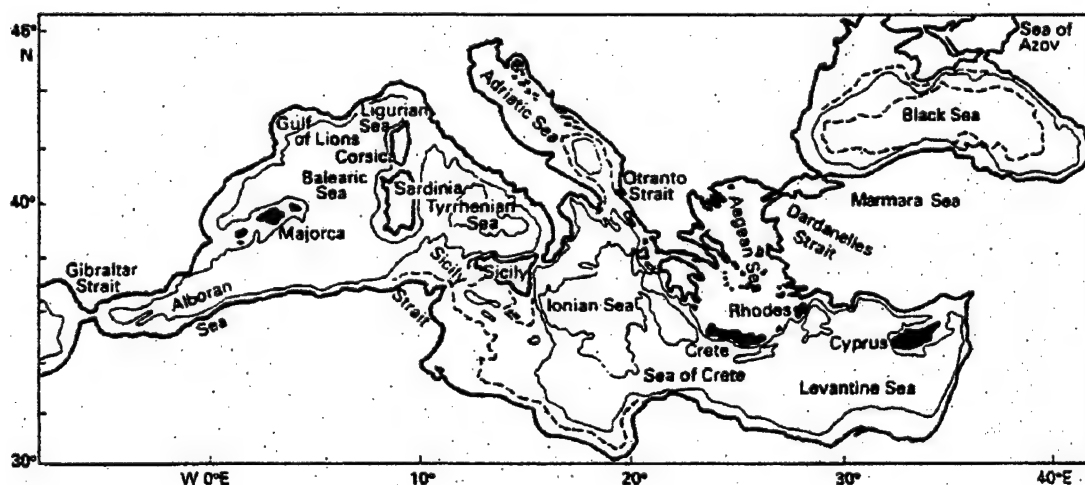 45°
N
40°
30°
Sea of
Azov
Black Sea
Adriatic Sea
Ligurian
Sea
Gulf
of Lions
Corsica
Balearic
Sea
Sardinia
Tyrrhenian
Sea
Majorca
Otranto
Strait
Aegean Sea
Marmara Sea
Dardanelles
Strait
Gibraltar
Strait
Alboran
Sea
Sicily
Strait
Sicily
Ionian Sea
Rhodes
Crete
Sea of Crete
Cyprus
Levantine Sea
W 0°E
10°
20°
30°
40°E